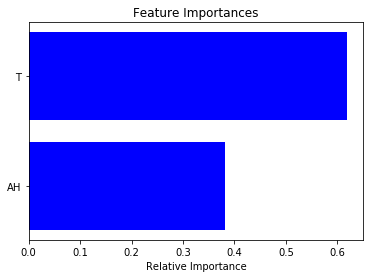 Feature Importances
T
AH
0.0 0.1 0.2 0.3 0.4 0.5 0.6
Relative Importance